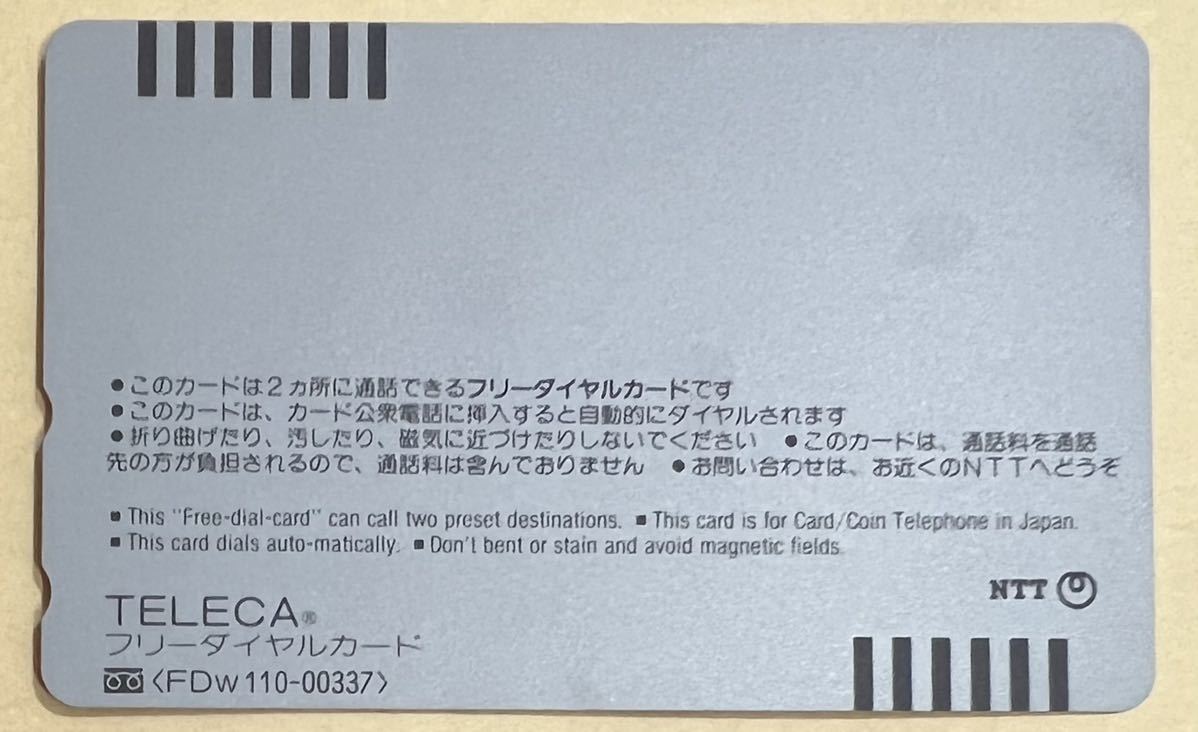 ●このカードは2ヵ所に通話できるフリーダイヤルカードです
●このカードは、カード公衆電話に挿入すると自動的にダイヤルされます
●折り曲げたり、汚したり、磁気に近づけたりしないでください ●このカードは、通話料を通話
先の方が負担されるので、通話料は含んでおりません ●お問い合わせは、お近くのNTTへどうぞ
■This "Free-dial-card" can call two preset destinations. ■This card is for Card/Coin Telephone in Japan.
■This card dials auto-matically. ■Don't bent or stain and avoid magnetic fields.
NTT
TELECA®
フリーダイヤルカード
<FDw110-00337>